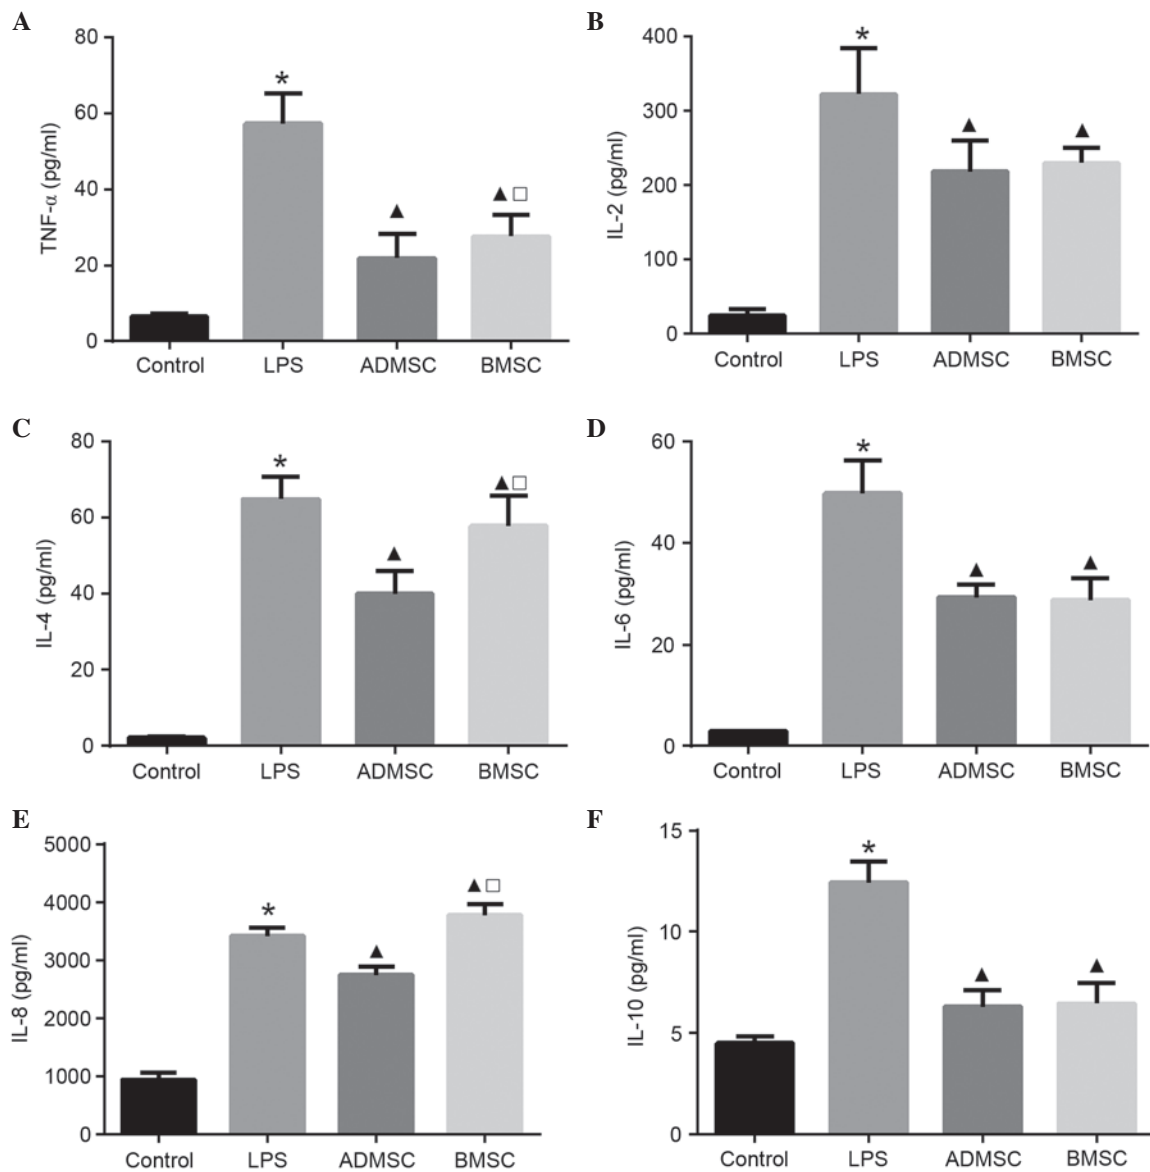 A
TNF-α (pg/ml)
80
60
40
20
0
*
▲
▲ □
Control LPS ADMSC BMSC
B
IL-2 (pg/ml)
400
300
200
100
0
*
▲
▲
Control LPS ADMSC BMSC
C
IL-4 (pg/ml)
80
60
40
20
0
*
▲
▲ □
Control LPS ADMSC BMSC
D
IL-6 (pg/ml)
60
40
20
0
*
▲
▲
Control LPS ADMSC BMSC
E
IL-8 (pg/ml)
5000
4000
3000
2000
1000
0
*
▲
▲ □
Control LPS ADMSC BMSC
F
IL-10 (pg/ml)
15
10
5
0
*
▲
▲
Control LPS ADMSC BMSC